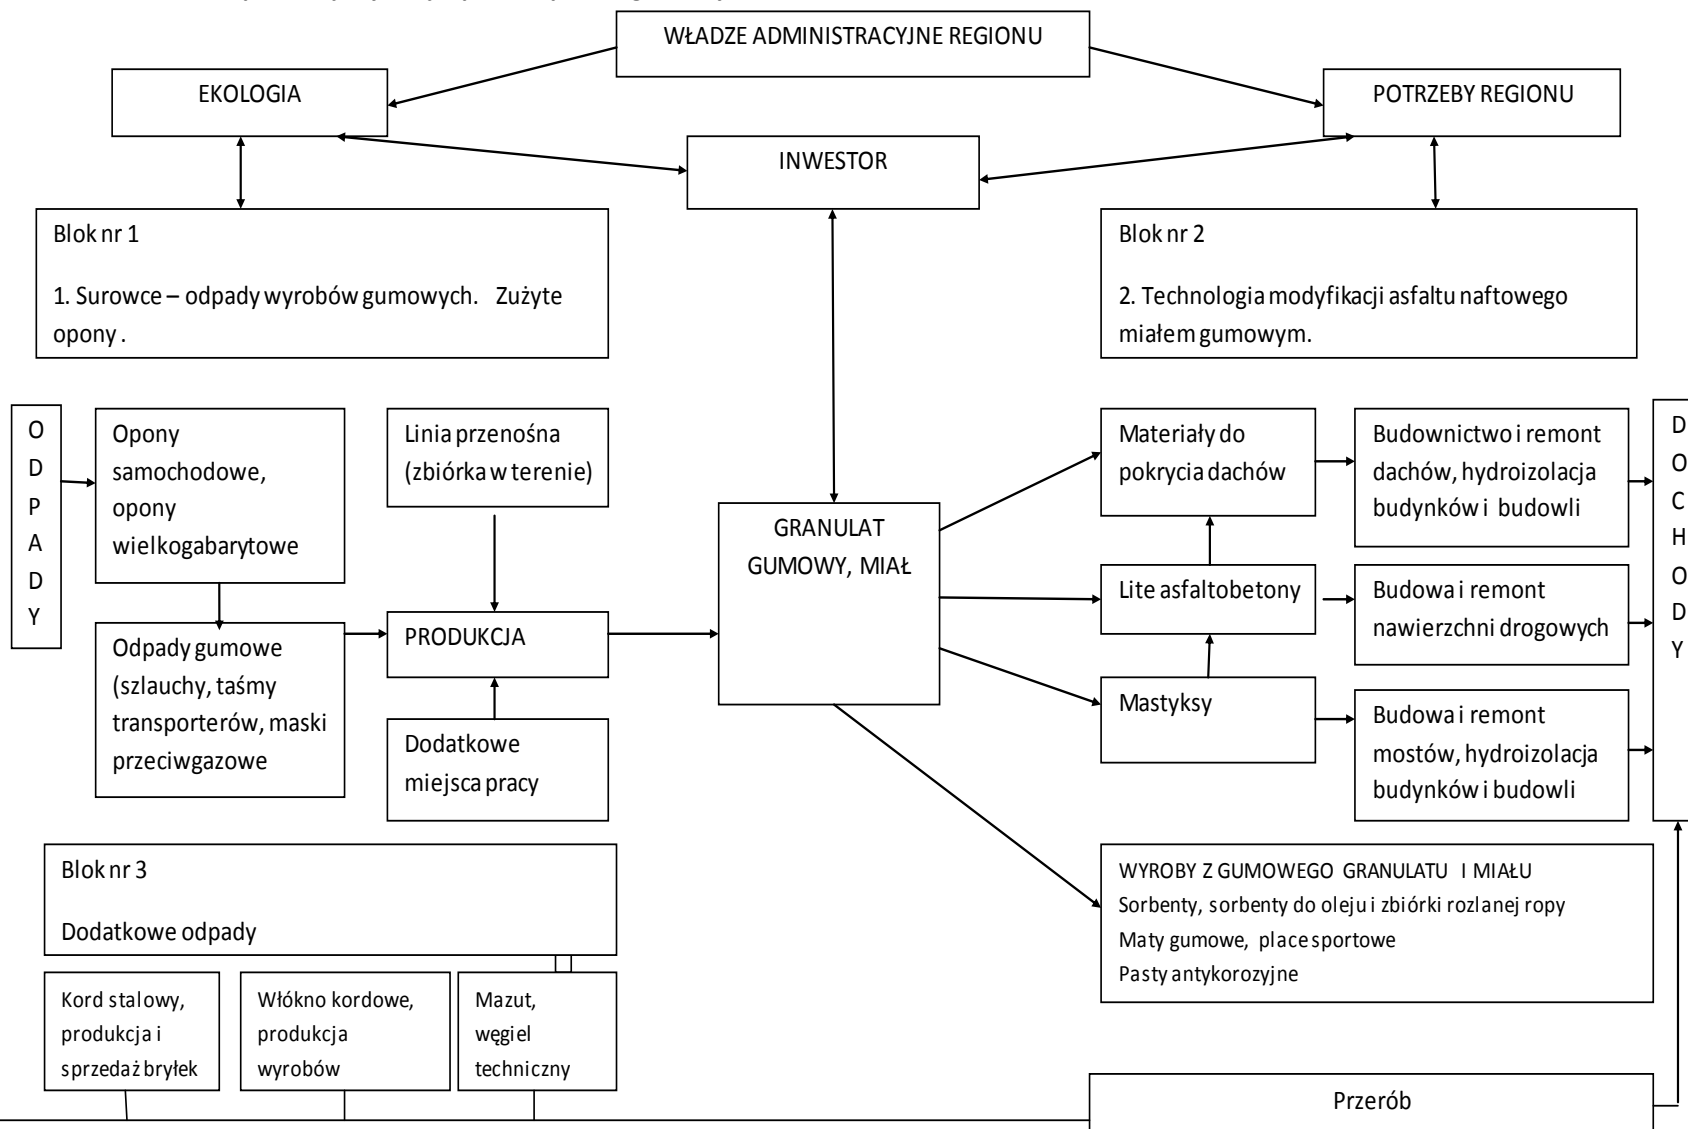 WŁADZE ADMINISTRACYJNE REGIONU
EKOLOGIA
POTRZEBY REGIONU
INWESTOR
Blok nr 1
1. Surowce – odpady wyrobów gumowych. Zużyte
opony .
Blok nr 2
2. Technologia modyfikacji asfaltu naftowego
miałem gumowym.
O
D
P
A
D
Y
Opony
samochodowe,
opony
wielkogabarytowe
Odpady gumowe
(szlauchy, taśmy
transporterów, maski
przeciwgazowe
Linia przenośna
(zbiórka w terenie)
PRODUKCJA
Dodatkowe
miejsca pracy
GRANULAT
GUMOWY, MIAŁ
Materiały do
pokrycia dachów
Lite asfaltobetony
Mastyksy
Budownictwo i remont
dachów, hydroizolacja
budynków i budowli
Budowa i remont
nawierzchni drogowych
Budowa i remont
mostów, hydroizolacja
budynków i budowli
D
O
C
H
O
D
Y
Blok nr 3
Dodatkowe odpady
Kord stalowy,
produkcja i
sprzedaż bryłek
Włókno kordowe,
produkcja
wyrobów
Mazut,
węgiel
techniczny
WYROBY Z GUMOWEGO GRANULATU I MIAŁU
Sorbenty, sorbenty do oleju i zbiórki rozlanej ropy
Maty gumowe, place sportowe
Pasty antykorozyjne
Przerób